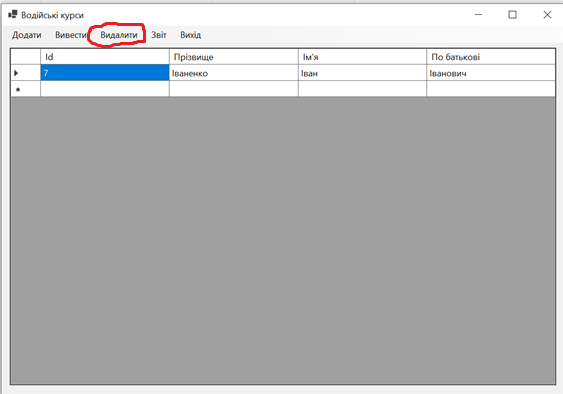 Водійські курси
Додати Вивести Видалити Звіт Вихід
Id Прізвище Ім'я По батькові
7 Іваненко Іван Іванович